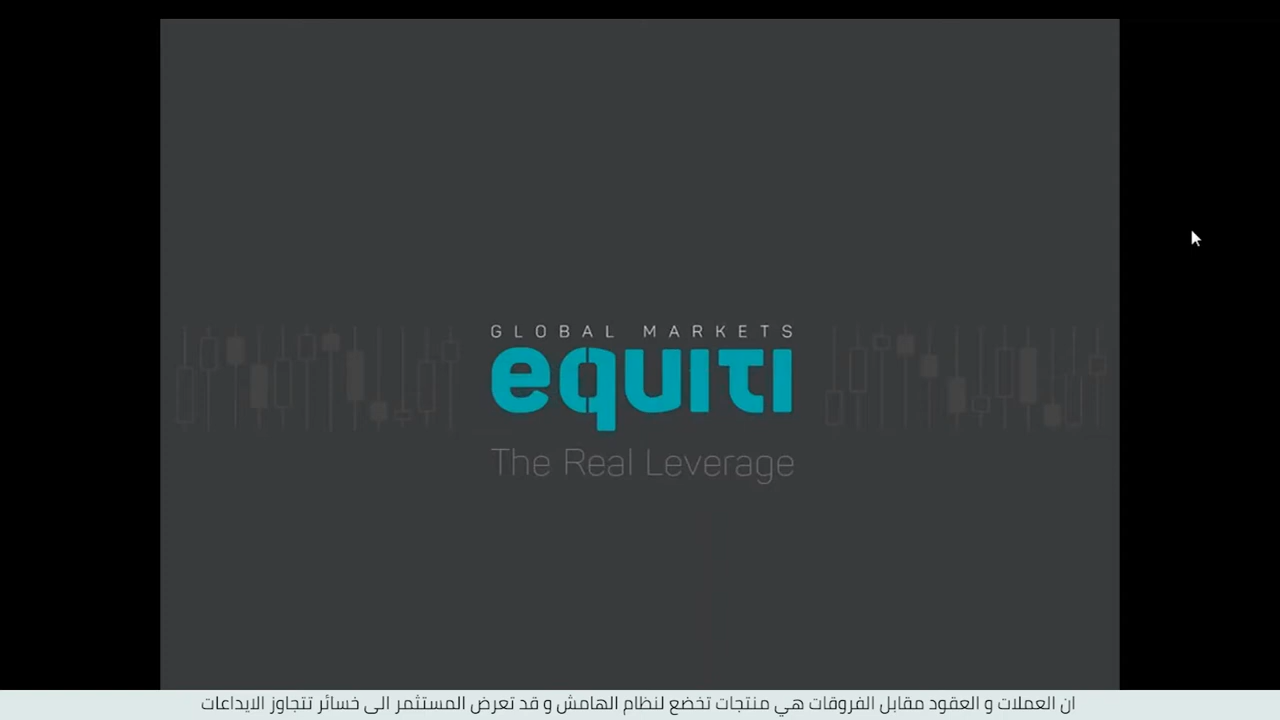 GLOBAL MARKETS
equiti
The Real Leverage
ان العملات و العقود مقابل الفروقات هي منتجات تخضع لنظام الهامش و قد تعرض المستثمر الى خسائر تتجاوز الايداعات